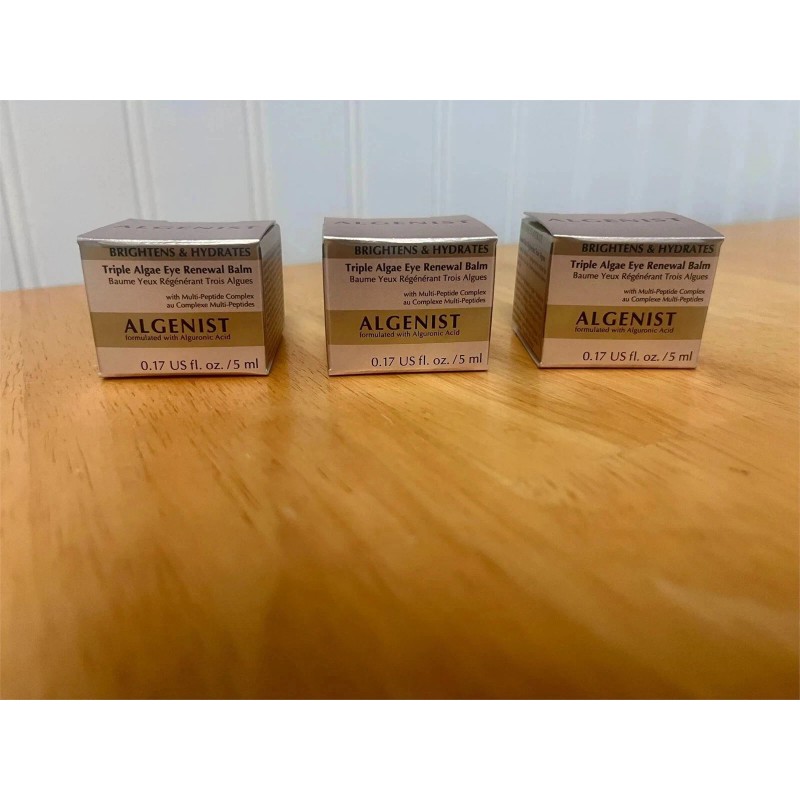 BRIGHTENS & HYDRATES
Triple Algae Eye Renewal Balm
Baume Yeux Régénérant Trois Algues
with Multi-Peptide Complex
au Complexe Multi-Peptides
ALGENIST
formulated with Alguronic Acid
0.17 US fl. oz. / 5 ml
ALGENIST
BRIGHTENS & HYDRATES
Triple Algae Eye Renewal Balm
Baume Yeux Régénérant Trois Algues
with Multi-Peptide Complex
au Complexe Multi-Peptides
ALGENIST
formulated with Alguronic Acid
0.17 US fl. oz. / 5 ml
ALGENIST
BRIGHTENS & HYDRATES
Triple Algae Eye Renewal Balm
Baume Yeux Régénérant Trois Algues
with Multi-Peptide Complex
au Complexe Multi-Peptides
ALGENIST
formulated with Alguronic Acid
0.17 US fl. oz. / 5 ml